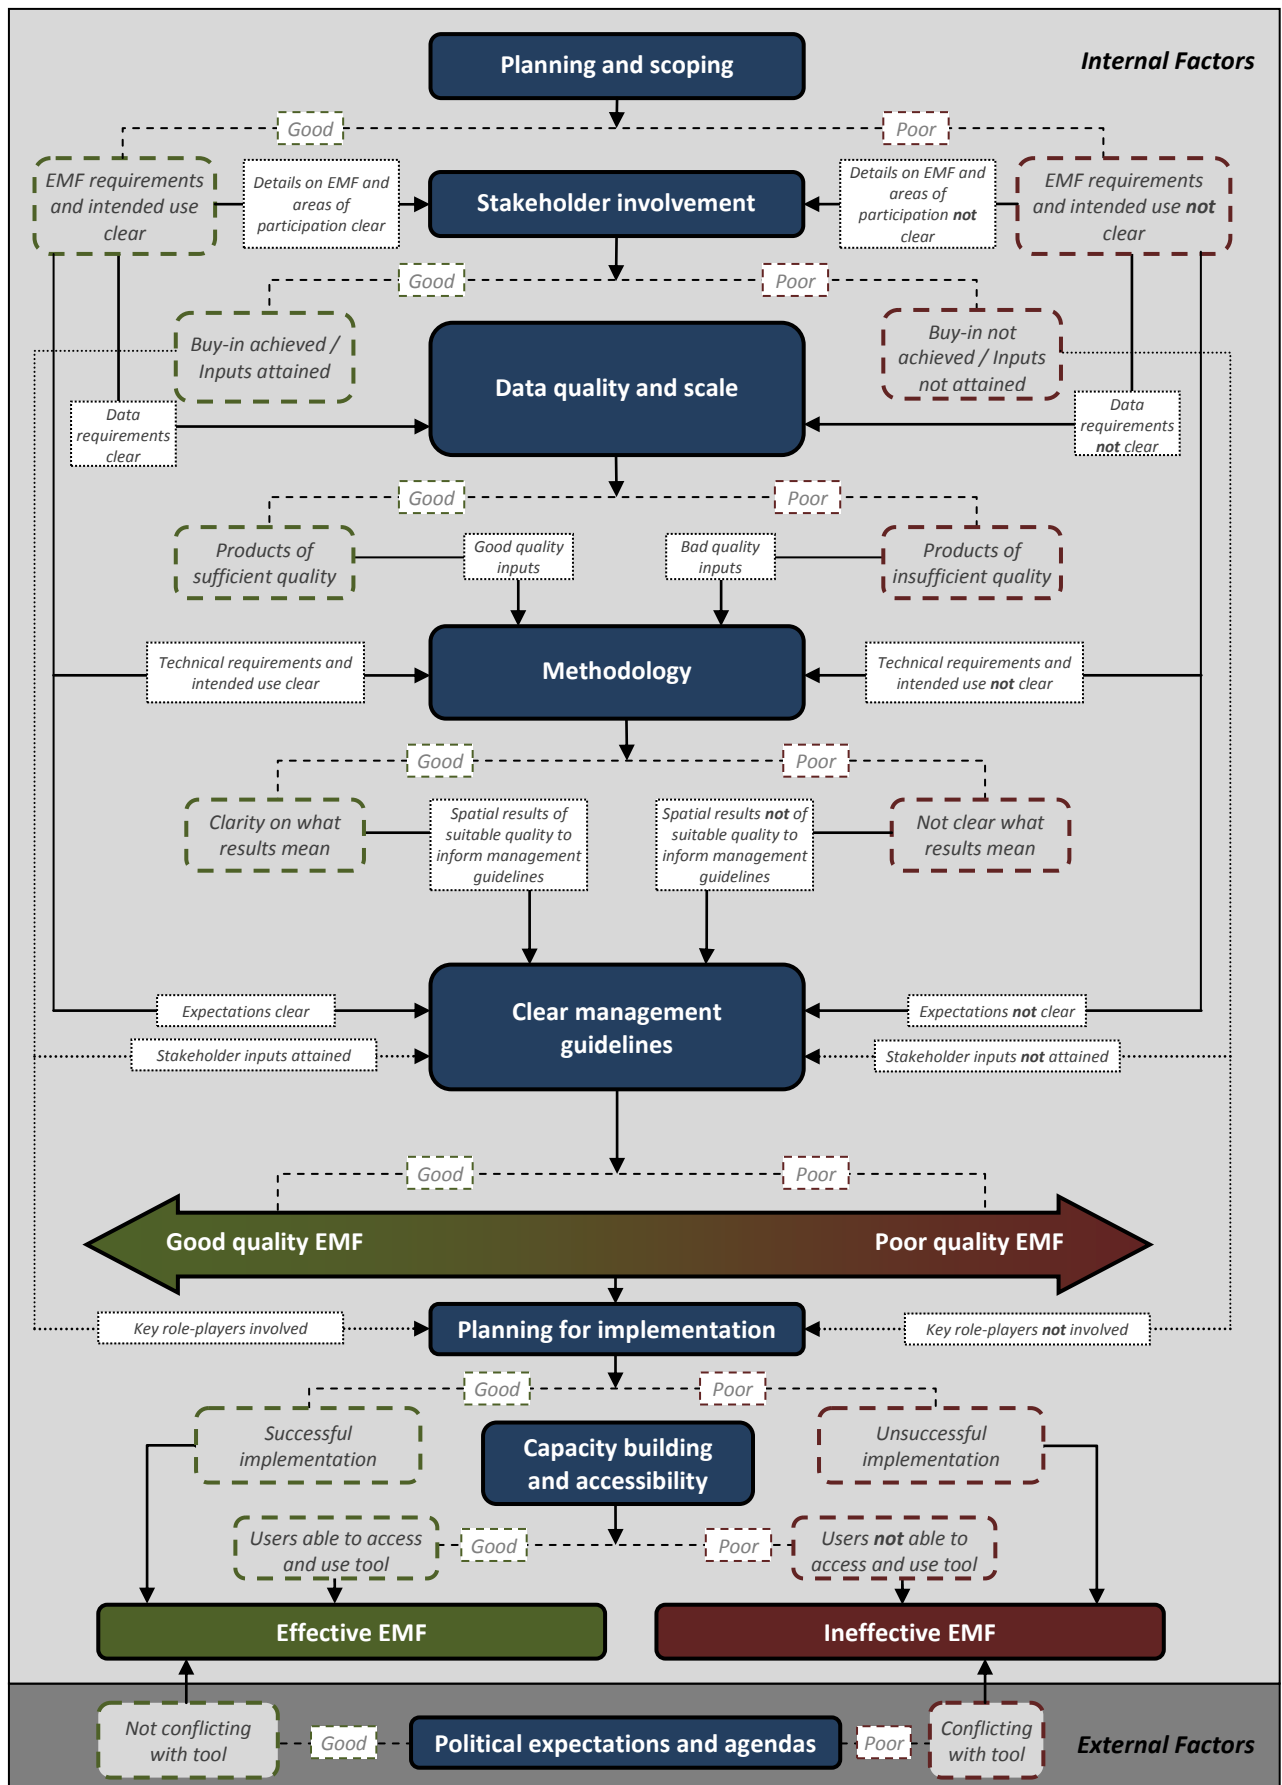 Planning and scoping
Internal Factors
Good
Poor
EMF requirements
and intended use
clear
Details on EMF and
areas of
participation clear
Stakeholder involvement
Details on EMF and
areas of
participation not
clear
EMF requirements
and intended use not
clear
Good
Poor
Buy-in achieved /
Inputs attained
Data quality and scale
Buy-in not
achieved / Inputs
not attained
Data
requirements
clear
Data
requirements
not clear
Good
Poor
Products of
sufficient quality
Good quality
inputs
Bad quality
inputs
Products of
insufficient quality
Technical requirements and
intended use clear
Methodology
Technical requirements and
intended use not clear
Good
Poor
Clarity on what
results mean
Spatial results of
suitable quality to
inform management
guidelines
Spatial results not of
suitable quality to
inform management
guidelines
Not clear what
results mean
Expectations clear
Clear management
guidelines
Expectations not clear
Stakeholder inputs attained
Stakeholder inputs not attained
Good
Poor
Good quality EMF
Poor quality EMF
Key role-players involved
Planning for implementation
Key role-players not involved
Good
Poor
Successful
implementation
Capacity building
and accessibility
Unsuccessful
implementation
Users able to access
and use tool
Good
Poor
Users not able to
access and use tool
Effective EMF
Ineffective EMF
Not conflicting
with tool
Good
Political expectations and agendas
Poor
Conflicting
with tool
External Factors